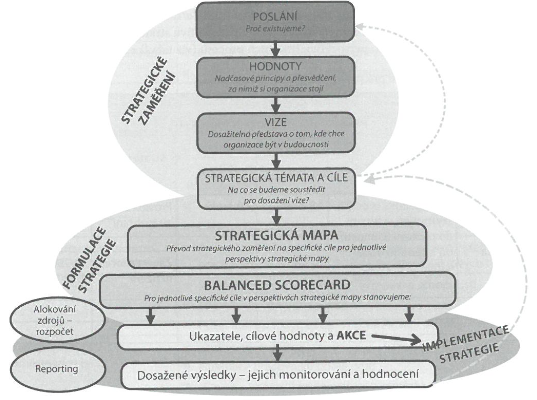 POSLÁNÍ
Proč existujeme?
HODNOTY
Nadčasové principy a přesvědčení,
za nimiž si organizace stojí
STRATEGICKÉ
ZAMĚŘENÍ
VIZE
Dosažitelná představa o tom, kde chce
organizace být v budoucnosti
STRATEGICKÁ TÉMATA A CÍLE
Na co se budeme soustředit
pro dosažení vize?
STRATEGICKÁ MAPA
Převod strategického zaměření na specifické cíle pro jednotlivé
perspektivy strategické mapy
FORMULACE
STRATEGIE
BALANCED SCORECARD
Pro jednotlivé specifické cíle v perspektivách strategické mapy stanovujeme:
Alokování
zdrojů –
rozpočet
Ukazatele, cílové hodnoty a AKCE
IMPLEMENTACE
STRATEGIE
Reporting
Dosažené výsledky – jejich monitorování a hodnocení